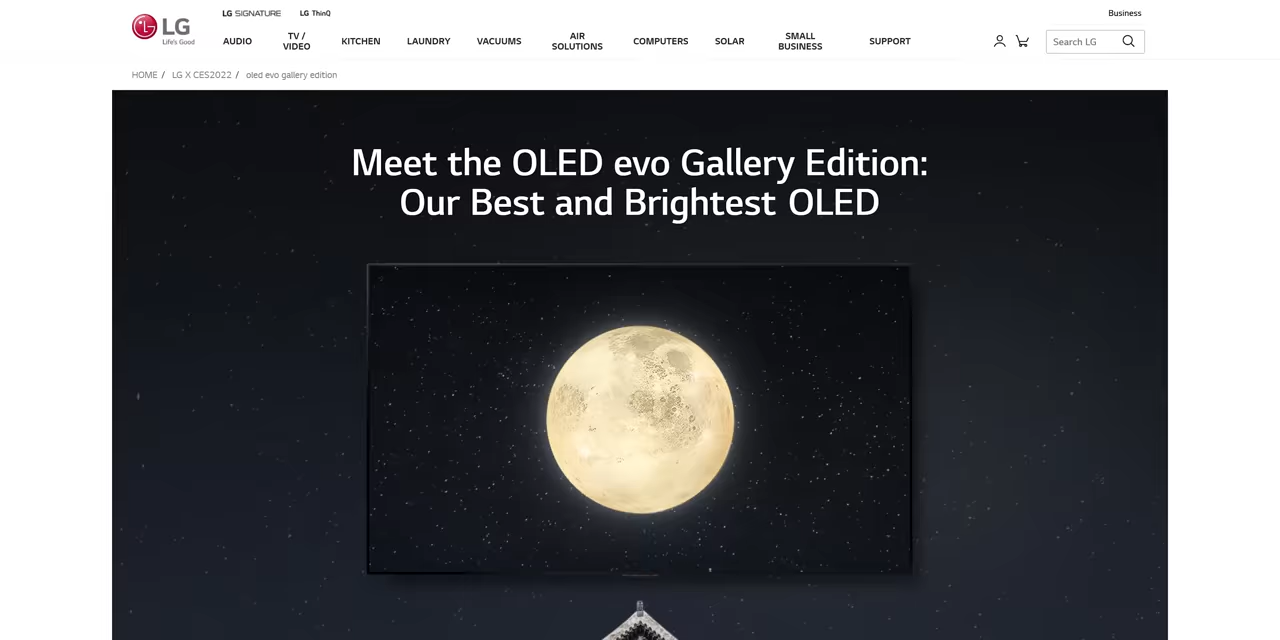 LG SIGNATURE
LG ThinQ
Business
LG
Life's Good
AUDIO
TV /
VIDEO
KITCHEN
LAUNDRY
VACUUMS
AIR
SOLUTIONS
COMPUTERS
SOLAR
SMALL
BUSINESS
SUPPORT
Search LG
HOME / LG X CES2022 / oled evo gallery edition
Meet the OLED evo Gallery Edition:
Our Best and Brightest OLED